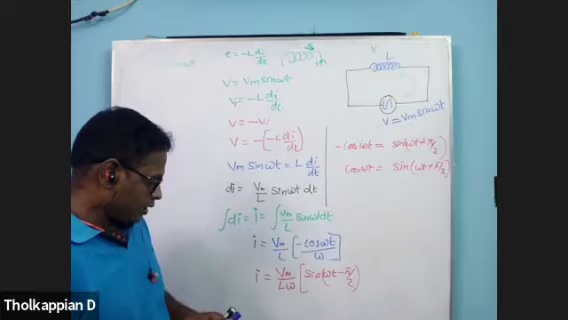 e = -L di/dt
V = Vm sinωt
Vi = -L di/dt
V = -Vi
V = -(-L di/dt)
Vm sinωt = L di/dt
di = Vm/L sinωt dt
∫di = i = ∫Vm/L sinωt dt
i = Vm/L [-cosωt/ω]
i = Vm/Lω [sin(ωt-π/2)
V
L
V = Vm sinωt
-cosωt = sin(ωt+π/2)
cosωt = sin(ωt+π/2)
Tholkappian D